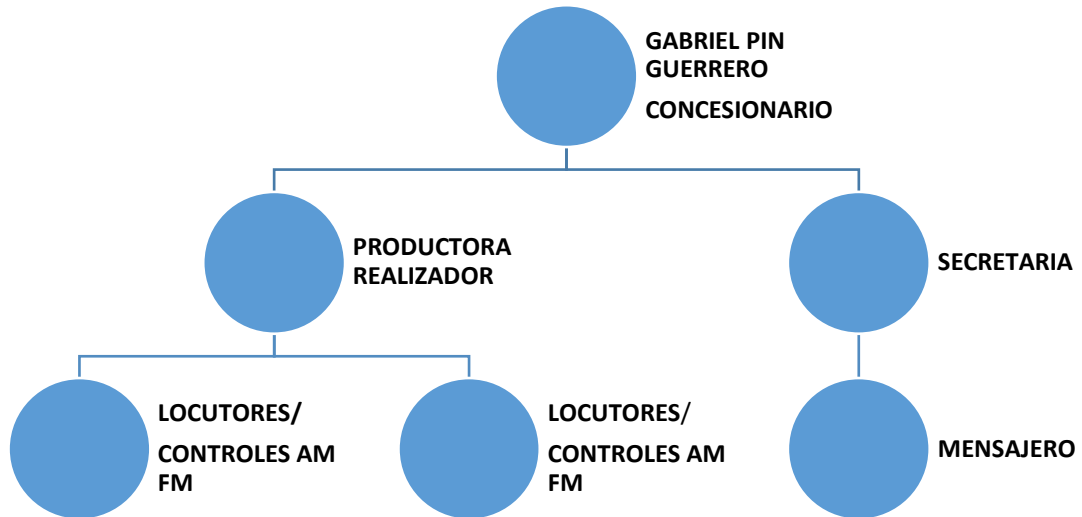 GABRIEL PIN
GUERRERO
CONCESIONARIO
PRODUCTORA
REALIZADOR
SECRETARIA
LOCUTORES/
CONTROLES AM
FM
LOCUTORES/
CONTROLES AM
FM
MENSAJERO